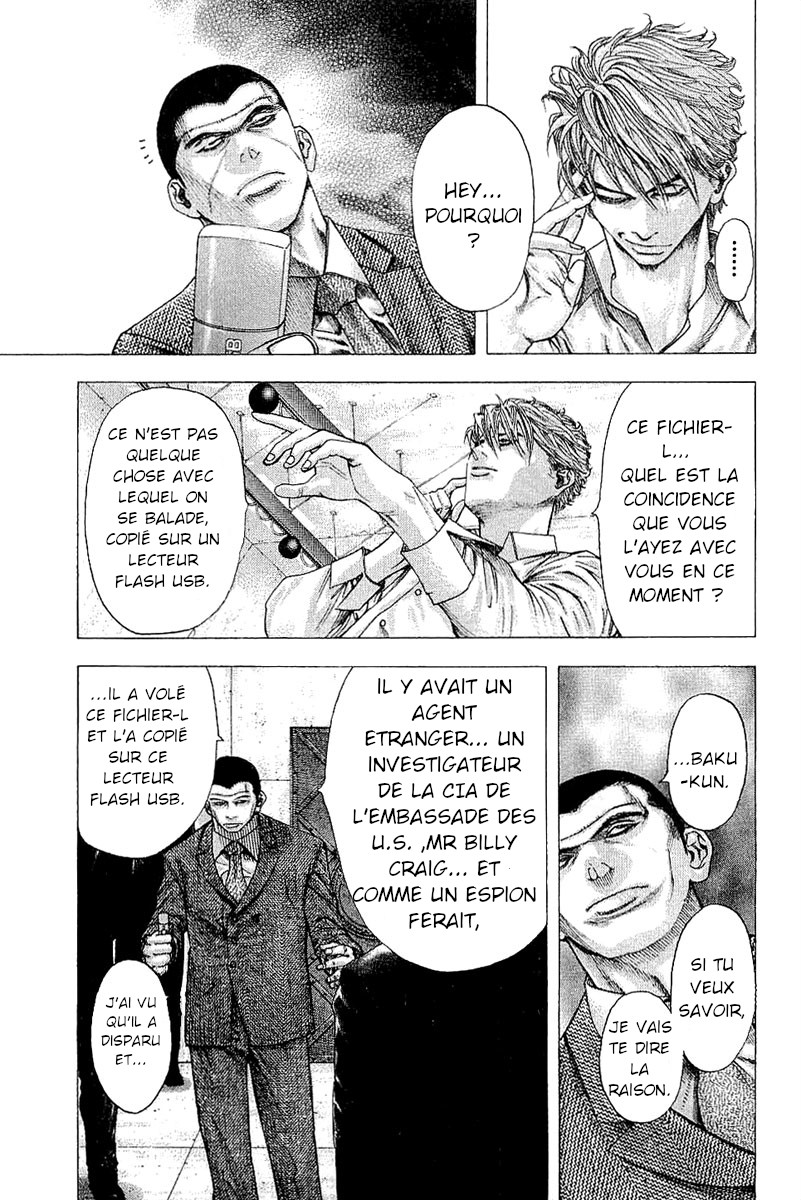 ......
HEY...
POURQUOI
?
CE FICHIER-
L...
QUEL EST LA
COINCIDENCE
QUE VOUS
L'AYEZ AVEC
VOUS EN CE
MOMENT ?
CE N'EST PAS
QUELQUE
CHOSE AVEC
LEQUEL ON
SE BALADE,
COPIÉ SUR UN
LECTEUR
FLASH USB.
...BAKU
-KUN.
SI TU
VEUX
SAVOIR,
JE VAIS
TE DIRE
LA
RAISON.
IL Y AVAIT UN
AGENT
ETRANGER... UN
INVESTIGATEUR
DE LA CIA DE
L'EMBASSADE DES
U.S. ,MR BILLY
CRAIG... ET
COMME UN ESPION
FERAIT,
...IL A VOLÉ
CE FICHIER-L
ET L'A COPIÉ
SUR CE
LECTEUR
FLASH USB.
J'AI VU
QU'IL A
DISPARU
ET...